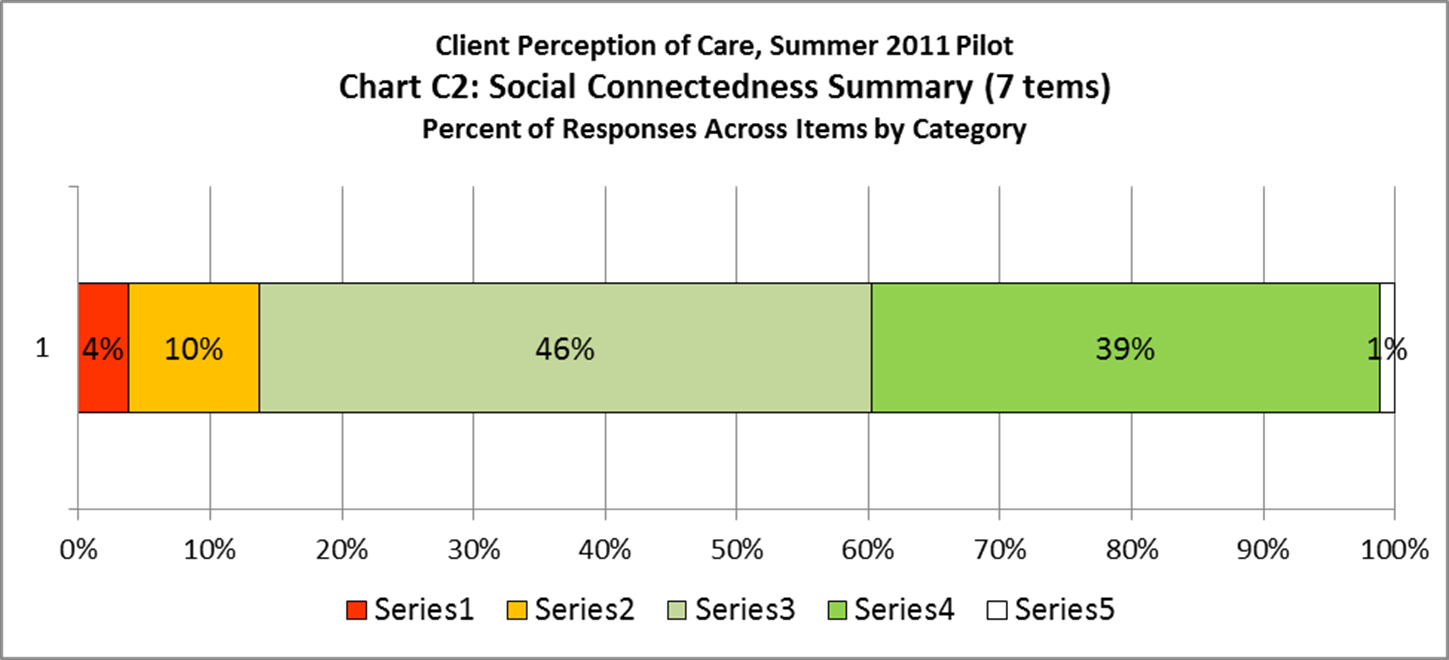 Client Perception of Care, Summer 2011 Pilot
Chart C2: Social Connectedness Summary (7 tems)
Percent of Responses Across Items by Category
1 4% 10% 46% 39% 1%
0% 10% 20% 30% 40% 50% 60% 70% 80% 90% 100%
Series1 Series2 Series3 Series4 Series5